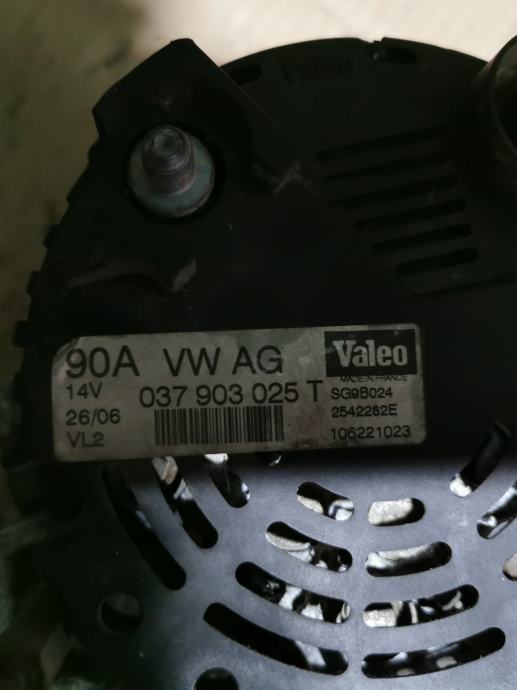 Valeo
90A VW AG
14V 037 903 025 T
26/06
VL2
Valeo
MADE IN FRANCE
SG9B024
2542282E
106221023